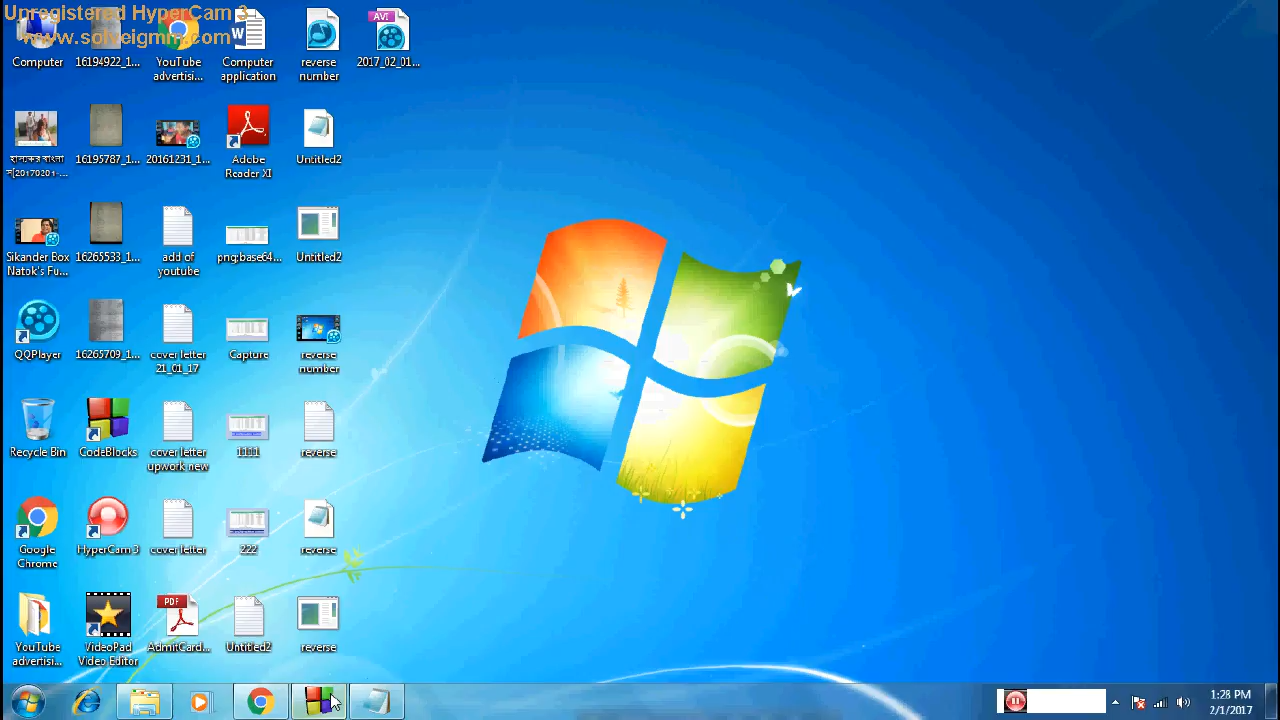 Unregistered HyperCam 3
www.solveigmm.com
Computer
16194922_1...
YouTube
advertisi...
Computer
application
reverse
number
AVI
2017_02_01...
হাস্যকর বাংলা
16195787_1...
20161231_1...
Adobe
Reader XI
Untitled2
Sikander Box
Natok's Fu...
16265533_1...
add of
youtube
png;base64...
Untitled2
QQPlayer
16265709_1...
cover letter
21_01_17
Capture
reverse
number
Recycle Bin
CodeBlocks
cover letter
upwork new
1111
reverse
Google
Chrome
HyperCam 3
cover letter
222
reverse
YouTube
advertisi...
VideoPad
Video Editor
PDF
AdmitCard...
Untitled2
reverse
1:28 PM
2/1/2017